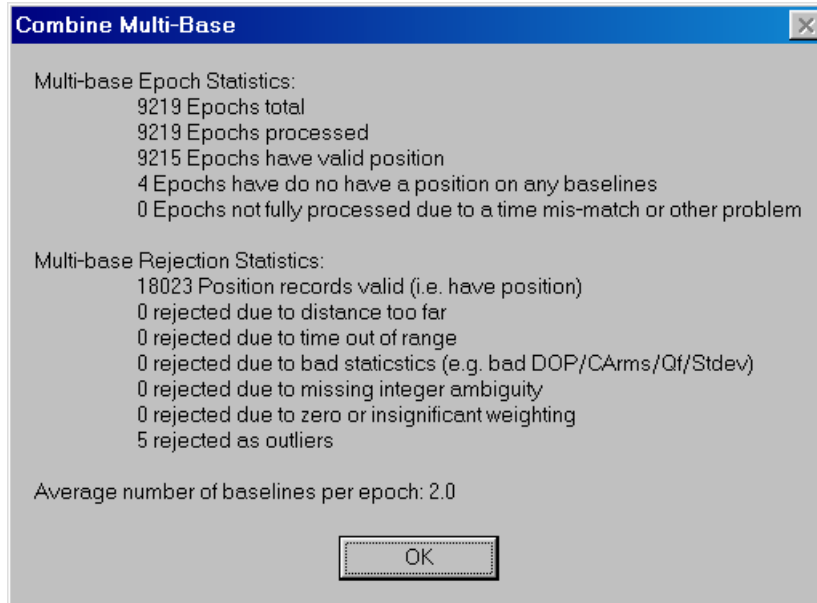 Combine Multi-Base
Multi-base Epoch Statistics:
9219 Epochs total
9219 Epochs processed
9215 Epochs have valid position
4 Epochs have do no have a position on any baselines
0 Epochs not fully processed due to a time mis-match or other problem
Multi-base Rejection Statistics:
18023 Position records valid (i.e. have position)
0 rejected due to distance too far
0 rejected due to time out of range
0 rejected due to bad staticstics (e.g. bad DOP/CArms/Qf/Stdev)
0 rejected due to missing integer ambiguity
0 rejected due to zero or insignificant weighting
5 rejected as outliers
Average number of baselines per epoch: 2.0
OK